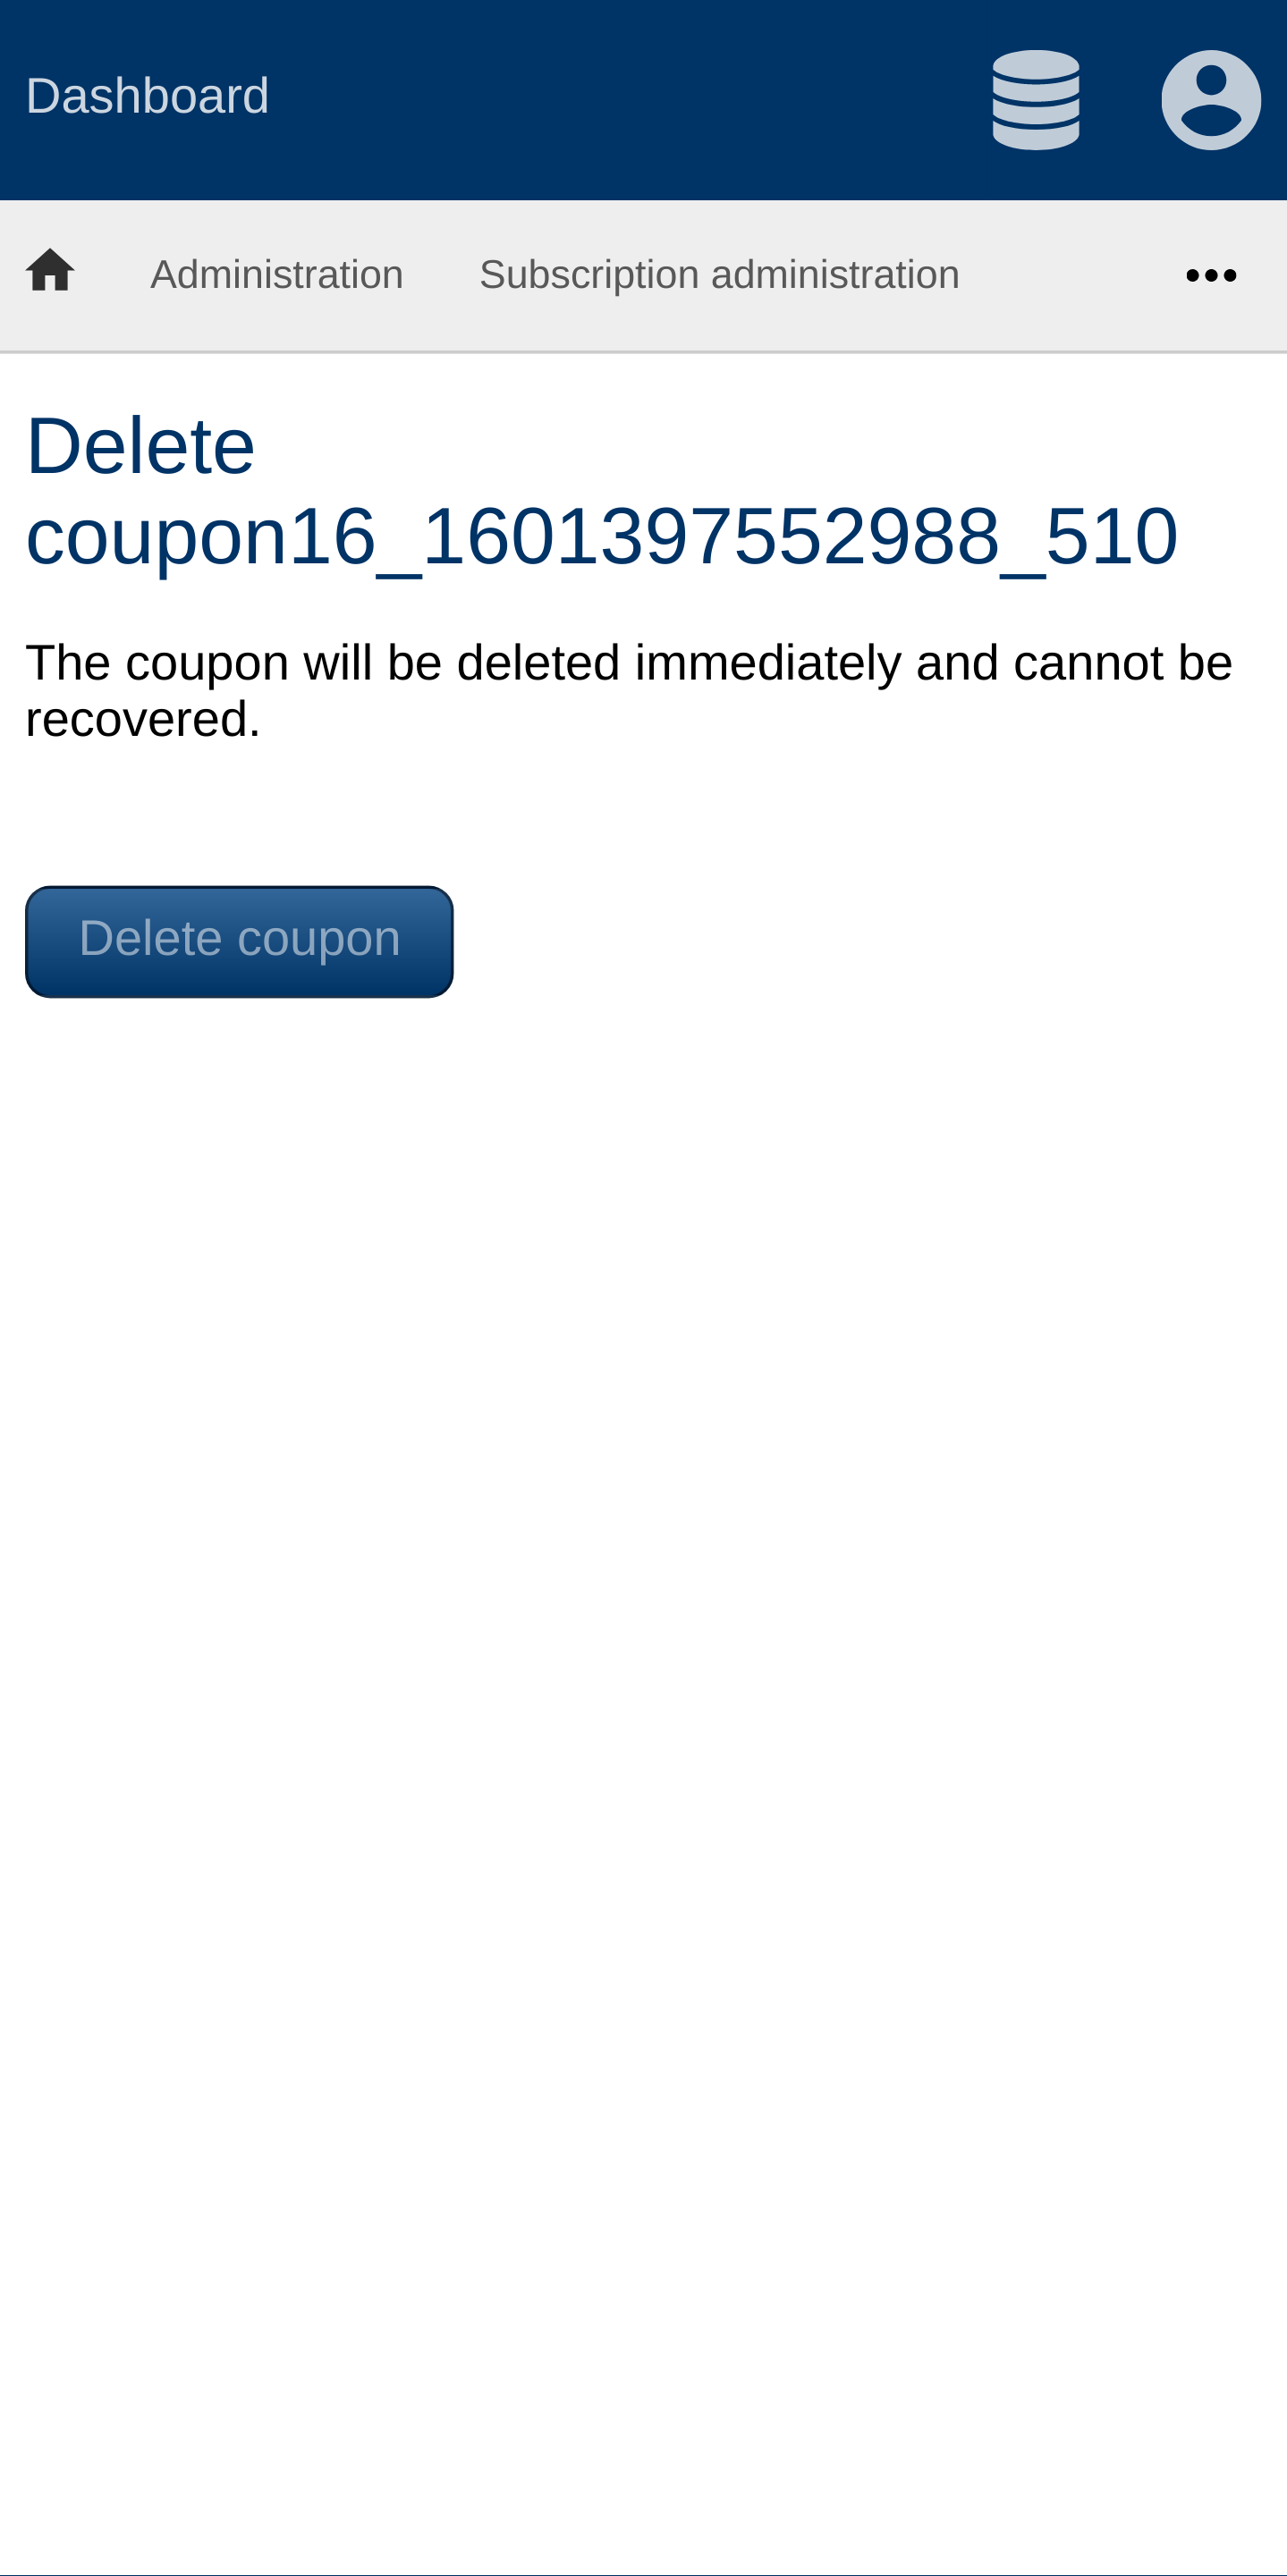 Dashboard
Administration Subscription administration
Delete
coupon16_1601397552988_510
The coupon will be deleted immediately and cannot be
recovered.
Delete coupon